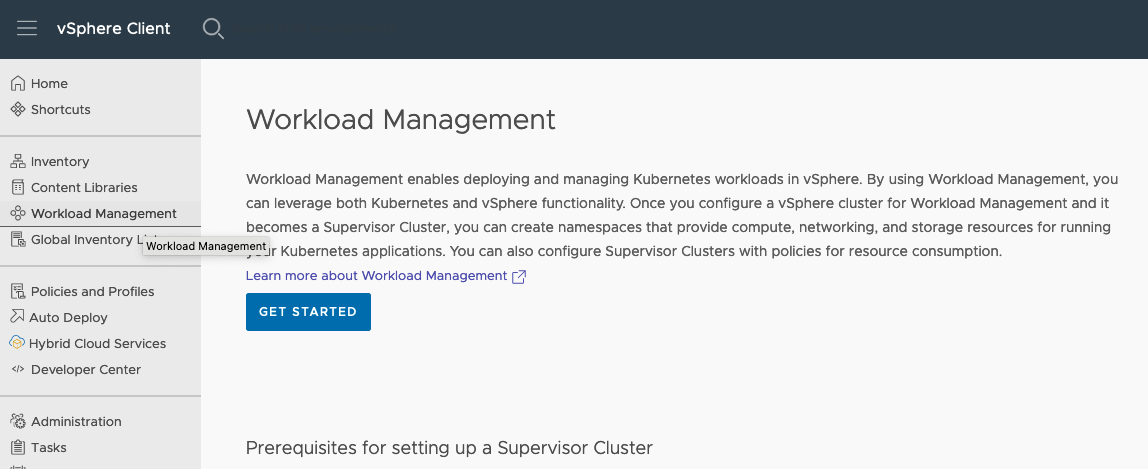 vSphere Client
Home
Shortcuts
Inventory
Content Libraries
Workload Management
Global Inventory
Workload Management
Policies and Profiles
Auto Deploy
Hybrid Cloud Services
Developer Center
Administration
Tasks
Workload Management
Workload Management enables deploying and managing Kubernetes workloads in vSphere. By using Workload Management, you
can leverage both Kubernetes and vSphere functionality. Once you configure a vSphere cluster for Workload Management and it
becomes a Supervisor Cluster, you can create namespaces that provide compute, networking, and storage resources for running
your Kubernetes applications. You can also configure Supervisor Clusters with policies for resource consumption.
Learn more about Workload Management
GET STARTED
Prerequisites for setting up a Supervisor Cluster